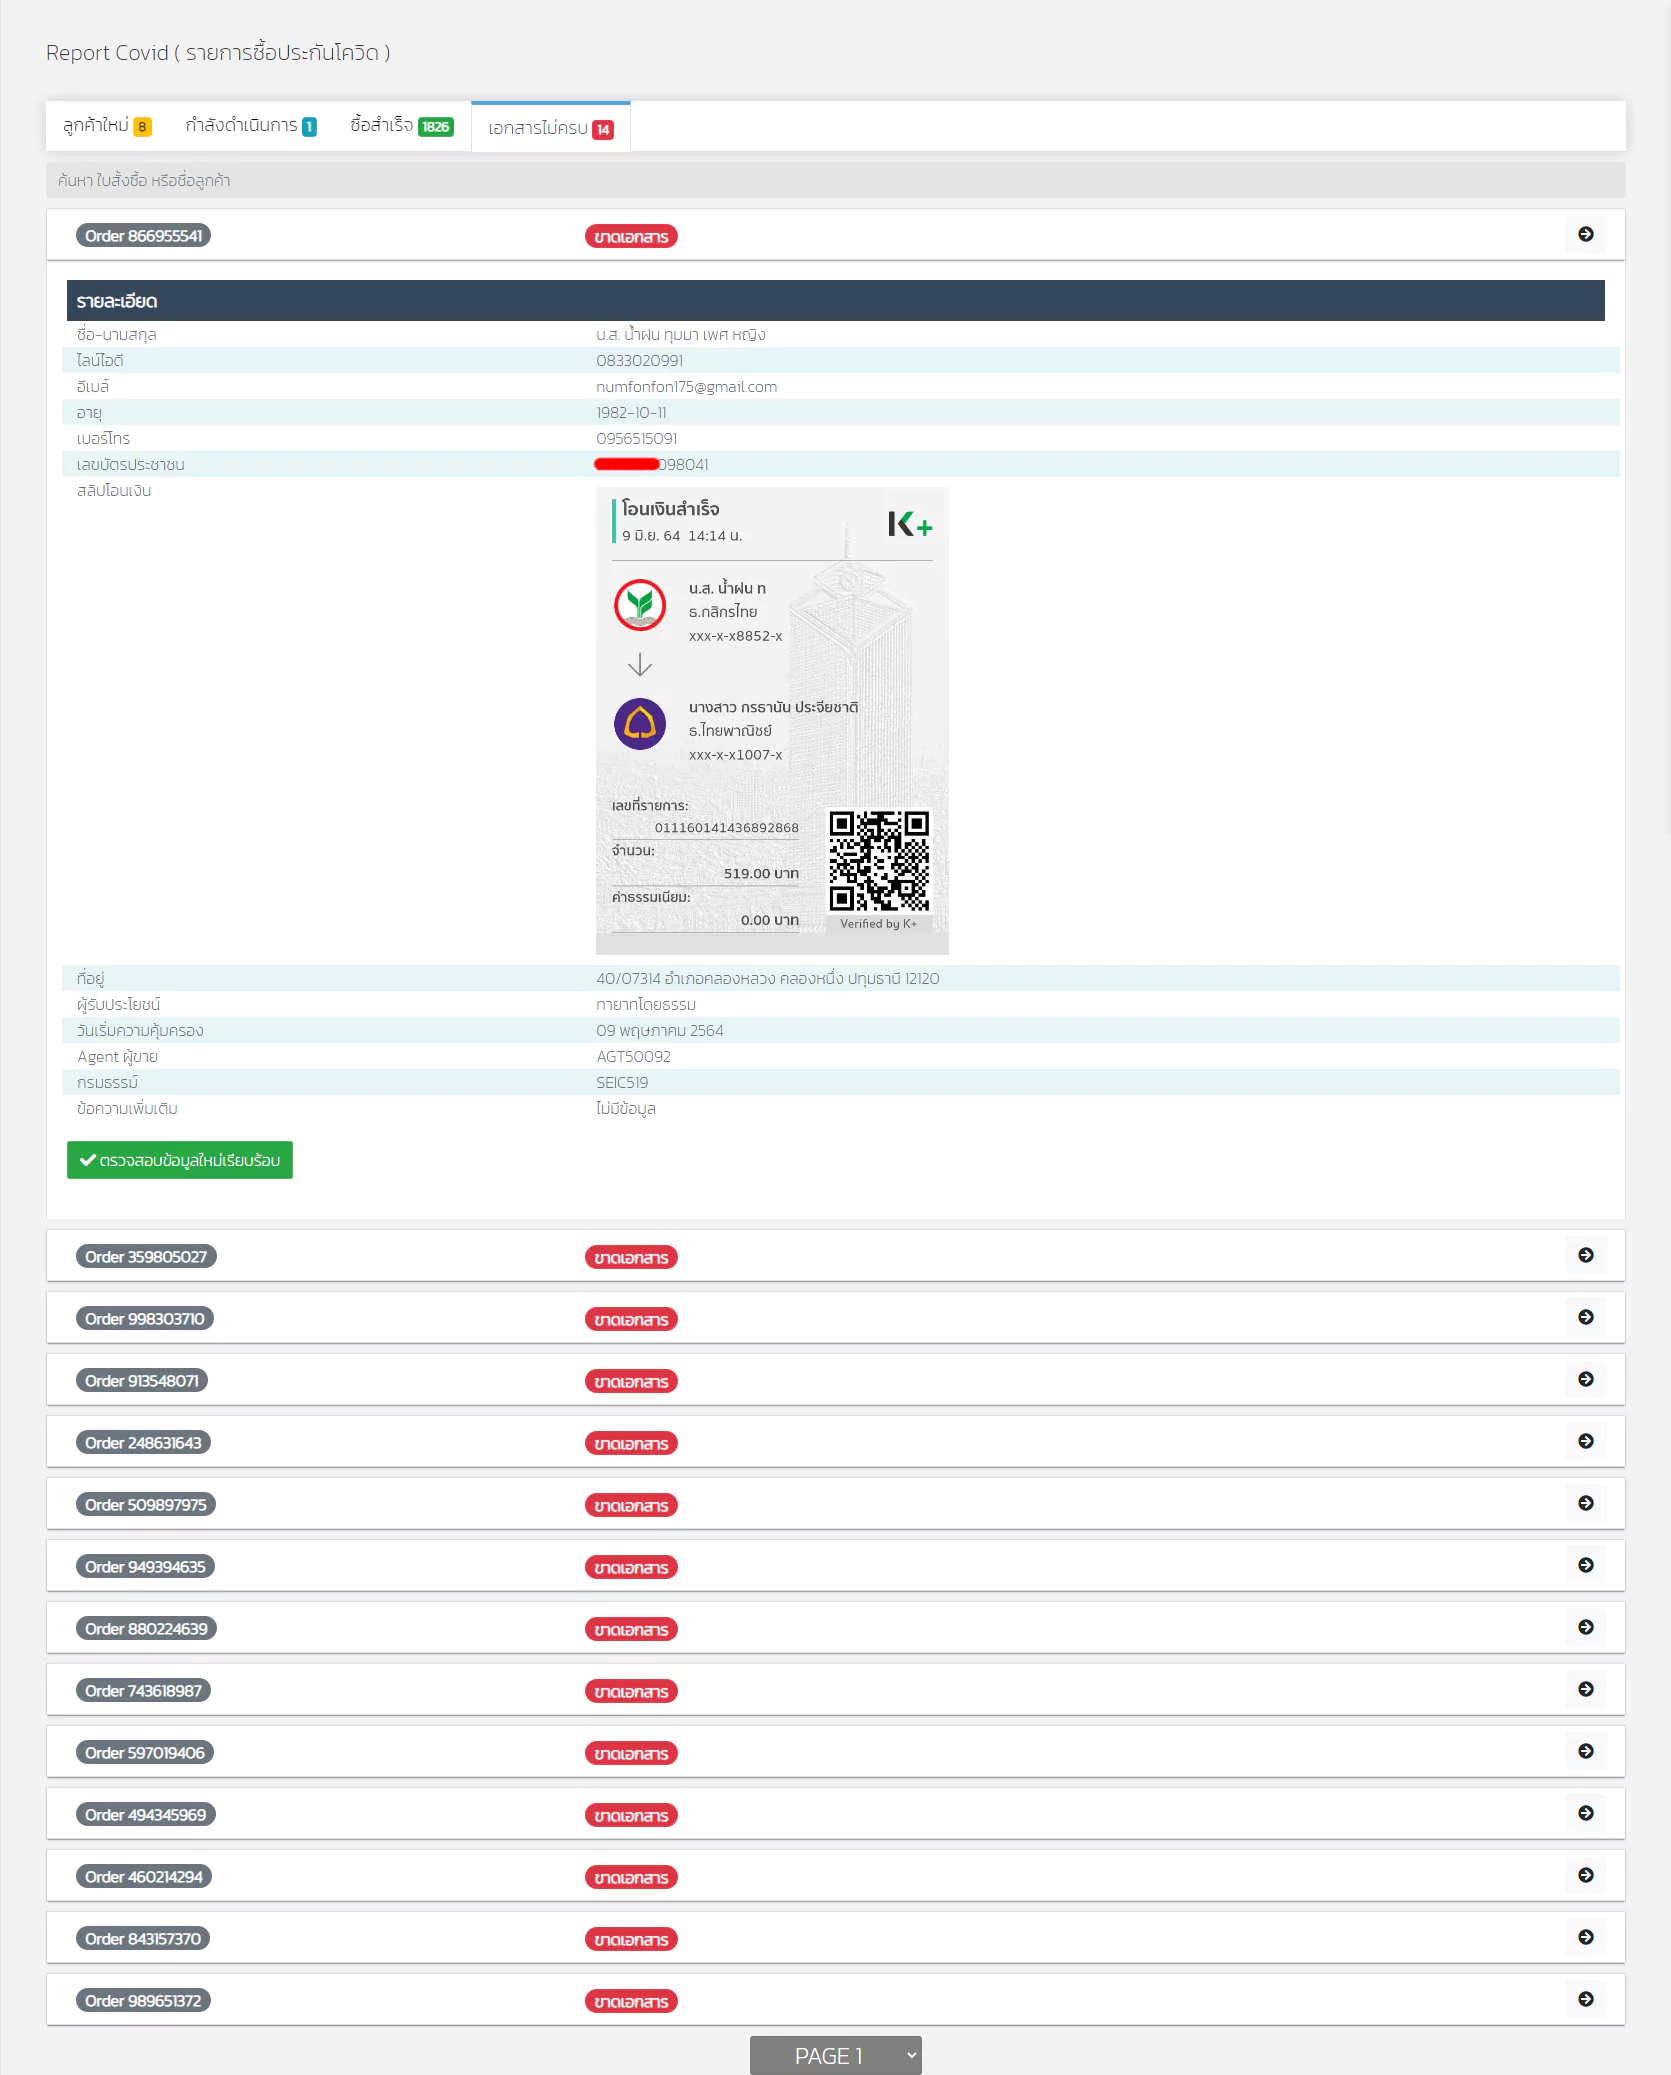 Report Covid ( รายการซื้อประกันโควิด )
ลูกค้าใหม่ 8 กำลังดำเนินการ 1 ซื้อสำเร็จ 1826 เอกสารไม่ครบ 14
ค้นหา ใบสั่งซื้อ หรือชื่อลูกค้า
Order 866955541 ขาดเอกสาร
รายละเอียด
ชื่อ-นามสกุล น.ส. น้ำฝน ทุมมา เพศ หญิง
ไลน์ไอดี 0833020991
อีเมล์ numfonfon175@gmail.com
อายุ 1982-10-11
เบอร์โทร 0956515091
เลขบัตรประชาชน 098041
สลิปโอนเงิน
โอนเงินสำเร็จ
9 มิ.ย. 64 14:14 น.
K+
น.ส. น้ำฝน ท
ธ.กสิกรไทย
xxx-x-x8852-x
นางสาว กรธานัน ประจียชาติ
ธ.ไทยพาณิชย์
xxx-x-x1007-x
เลขที่รายการ:
011160141436892868
จำนวน:
519.00 บาท
ค่าธรรมเนียม:
0.00 บาท
Verified by K+
ที่อยู่ 40/07314 อำเภอคลองหลวง คลองหนึ่ง ปทุมธานี 12120
ผู้รับประโยชน์ ทายาทโดยธรรม
วันเริ่มความคุ้มครอง 09 พฤษภาคม 2564
Agent ผู้ขาย AGT50092
กรมธรรม์ SEIC519
ข้อความเพิ่มเติม ไม่มีข้อมูล
ตรวจสอบข้อมูลใหม่เรียบร้อบ
Order 359805027 ขาดเอกสาร
Order 998303710 ขาดเอกสาร
Order 913548071 ขาดเอกสาร
Order 248631643 ขาดเอกสาร
Order 509897975 ขาดเอกสาร
Order 949394635 ขาดเอกสาร
Order 880224639 ขาดเอกสาร
Order 743618987 ขาดเอกสาร
Order 597019406 ขาดเอกสาร
Order 494345969 ขาดเอกสาร
Order 460214294 ขาดเอกสาร
Order 843157370 ขาดเอกสาร
Order 989651372 ขาดเอกสาร
PAGE 1